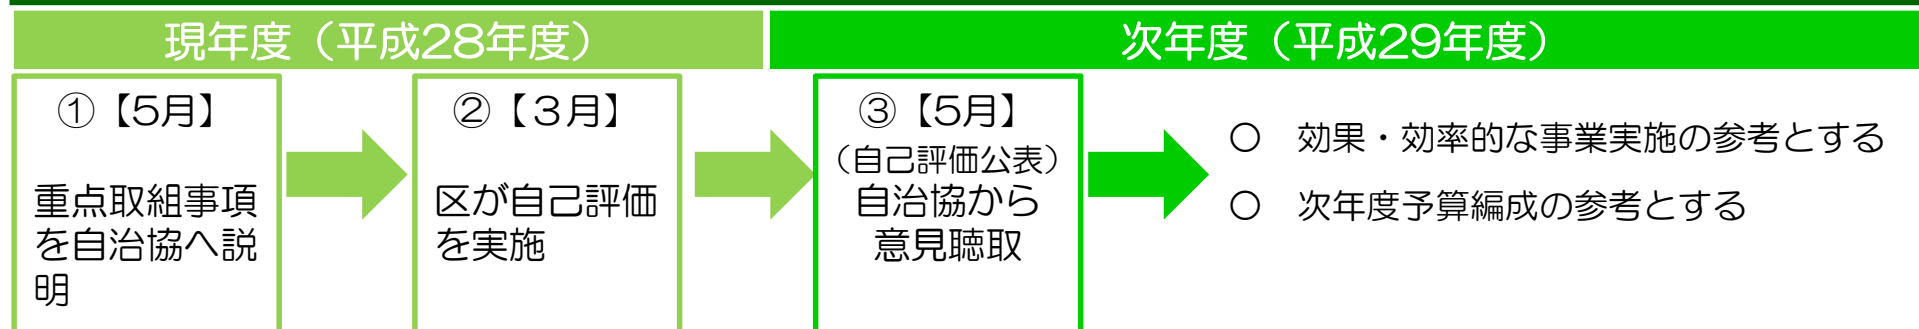 現年度（平成28年度）
次年度（平成29年度）
①【5月】
重点取組事項
を自治協へ説
明
②【３月】
区が自己評価
を実施
③【5月】
（自己評価公表）
自治協から
意見聴取
〇　効果・効率的な事業実施の参考とする
〇　次年度予算編成の参考とする